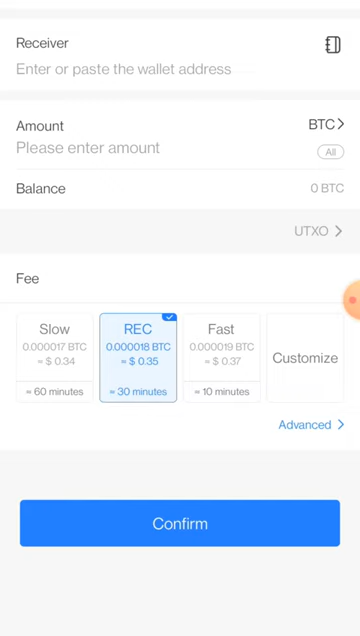 Receiver
Enter or paste the wallet address
Amount
BTC
Please enter amount
All
Balance
0 BTC
UTXO
Fee
Slow
0.000017 BTC
≈ $ 0.34
≈ 60 minutes
REC
0.000018 BTC
≈ $ 0.35
≈ 30 minutes
Fast
0.000019 BTC
≈ $ 0.37
≈ 10 minutes
Customize
Advanced
Confirm